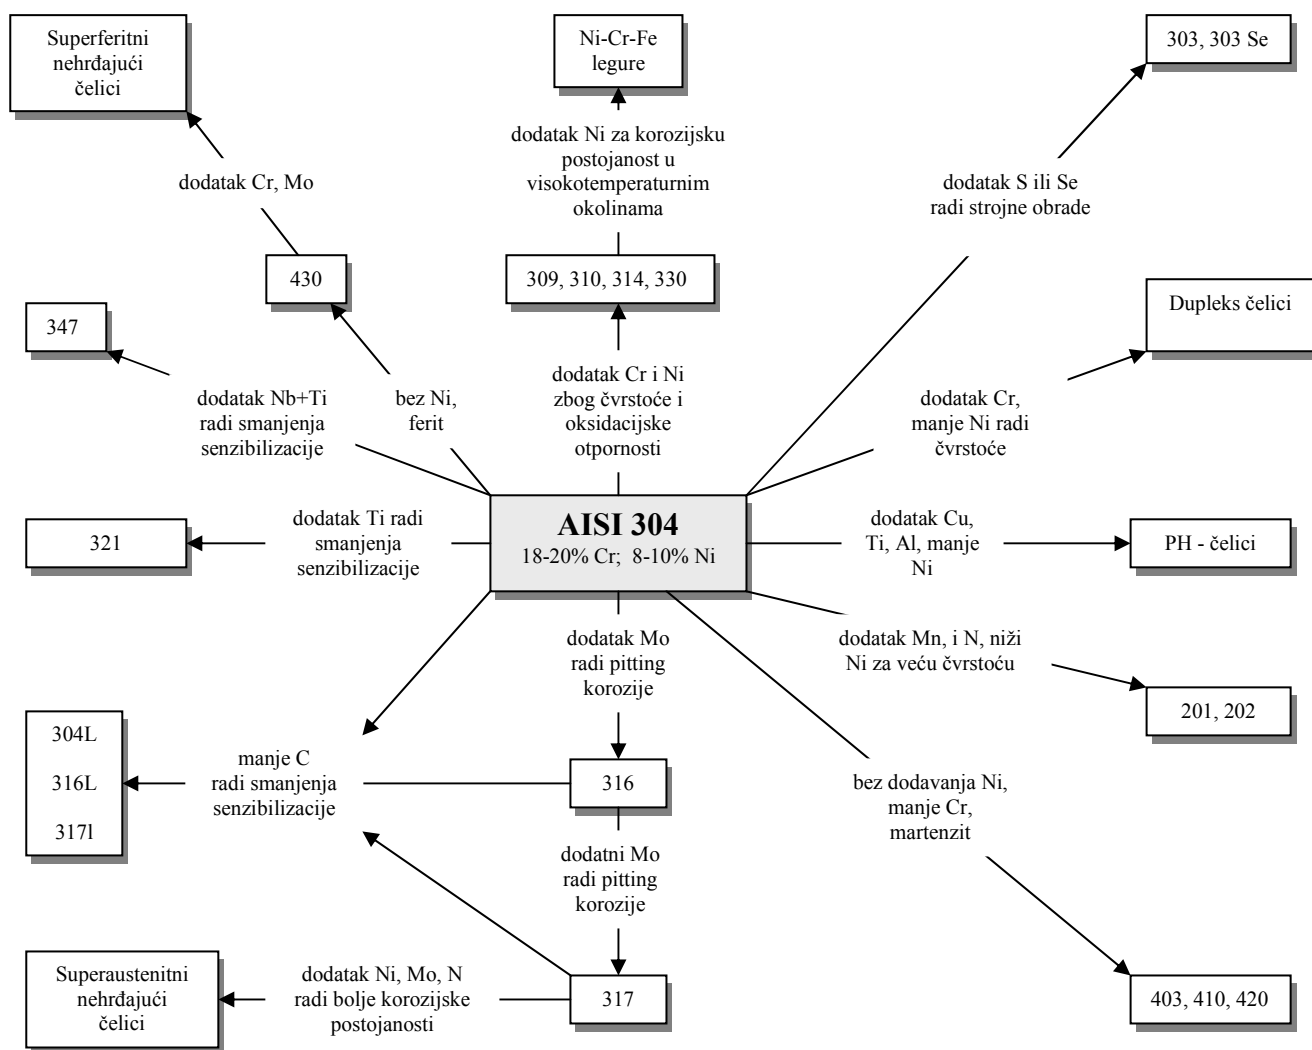 Superferitni
nehrđajući
čelici
Ni-Cr-Fe
legure
303, 303 Se
dodatak Ni za korozijsku
postojanost u
visokotemperaturnim
okolinama
dodatak Cr, Mo
dodatak S ili Se
radi strojne obrade
430
309, 310, 314, 330
Dupleks čelici
347
dodatak Nb+Ti
radi smanjenja
senzibilizacije
bez Ni,
ferit
dodatak Cr i Ni
zbog čvrstoće i
oksidacijske
otpornosti
dodatak Cr,
manje Ni radi
čvrstoće
321
dodatak Ti radi
smanjenja
senzibilizacije
AISI 304
18-20% Cr; 8-10% Ni
dodatak Cu,
Ti, Al, manje
Ni
PH - čelici
dodatak Mo
radi pitting
korozije
dodatak Mn, i N, niži
Ni za veću čvrstoću
201, 202
304L
316L
317l
manje C
radi smanjenja
senzibilizacije
316
bez dodavanja Ni,
manje Cr,
martenzit
dodatni Mo
radi pitting
korozije
Superaustenitni
nehrđajući
čelici
dodatak Ni, Mo, N
radi bolje korozijske
postojanosti
317
403, 410, 420